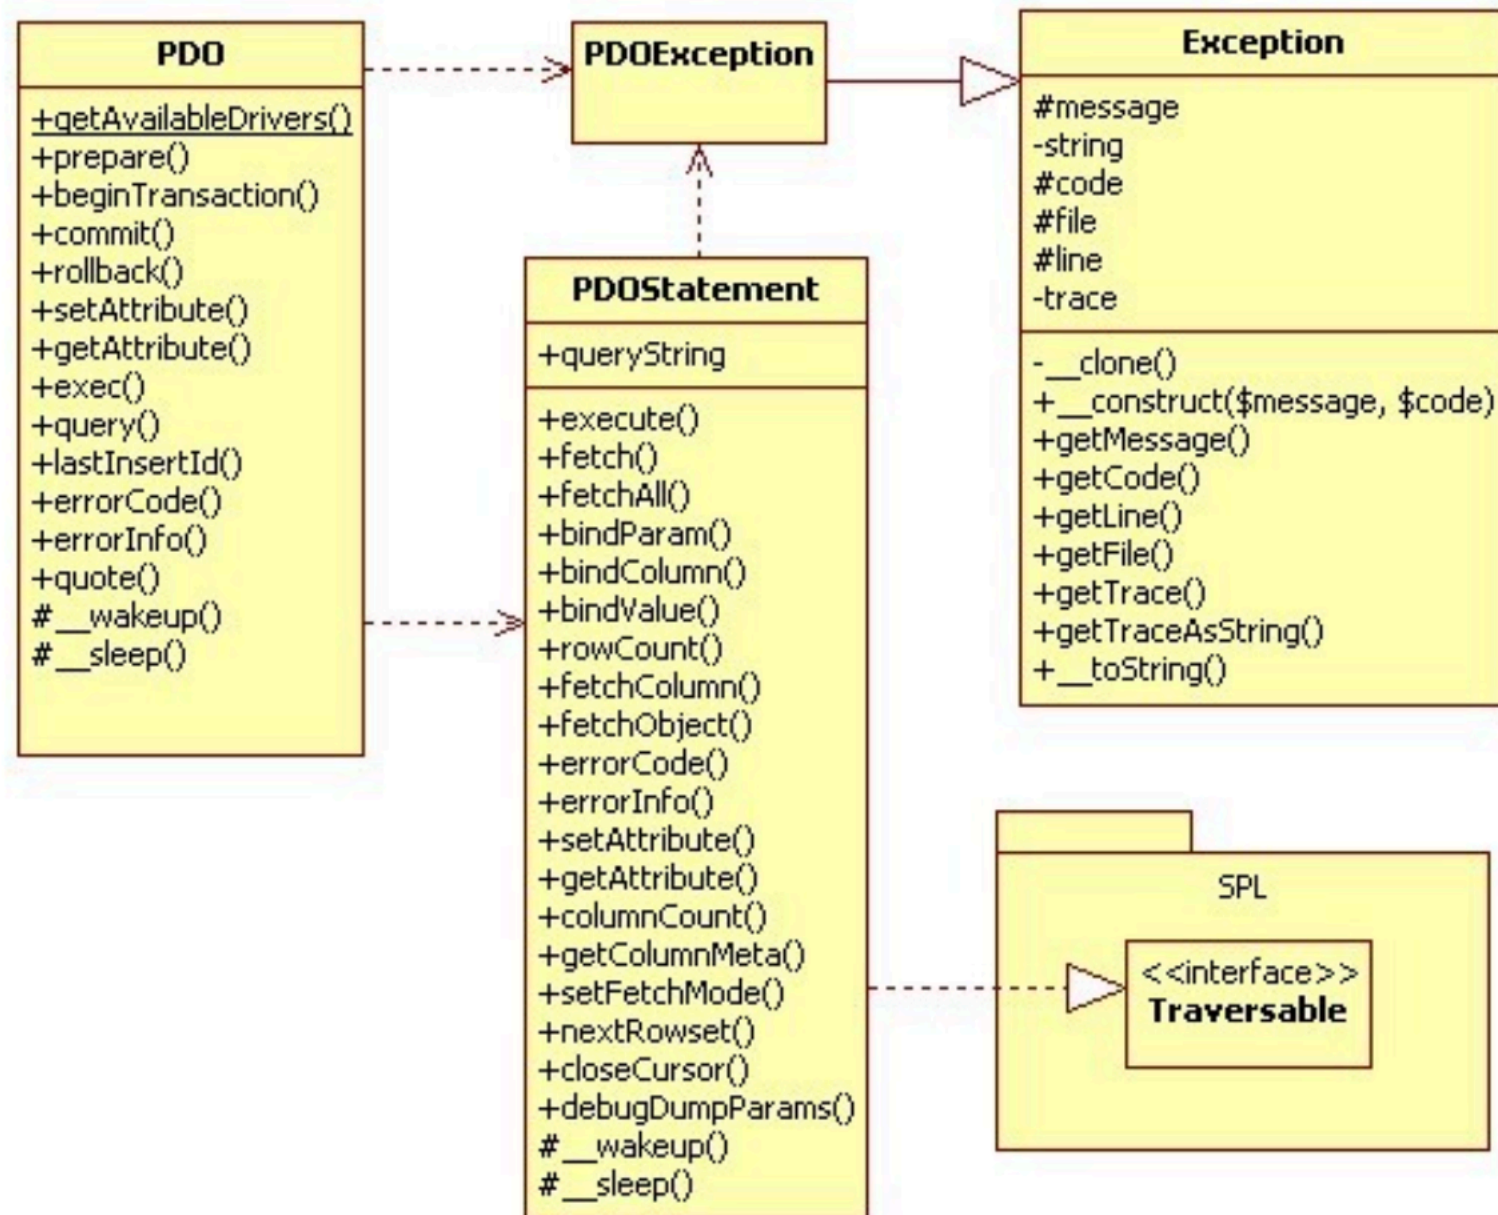 PDO
+getAvailableDrivers()
+prepare()
+beginTransaction()
+commit()
+rollback()
+setAttribute()
+getAttribute()
+exec()
+query()
+lastInsertId()
+errorCode()
+errorInfo()
+quote()
#__wakeup()
#__sleep()
PDOException
PDOStatement
+queryString
+execute()
+fetch()
+fetchAll()
+bindParam()
+bindColumn()
+bindValue()
+rowCount()
+fetchColumn()
+fetchObject()
+errorCode()
+errorInfo()
+setAttribute()
+getAttribute()
+columnCount()
+getColumnMeta()
+setFetchMode()
+nextRowset()
+closeCursor()
+debugDumpParams()
#__wakeup()
#__sleep()
Exception
#message
-string
#code
#file
#line
-trace
-__clone()
+__construct($message, $code)
+getMessage()
+getCode()
+getLine()
+getFile()
+getTrace()
+getTraceAsString()
+__toString()
SPL
<<interface>>
Traversable